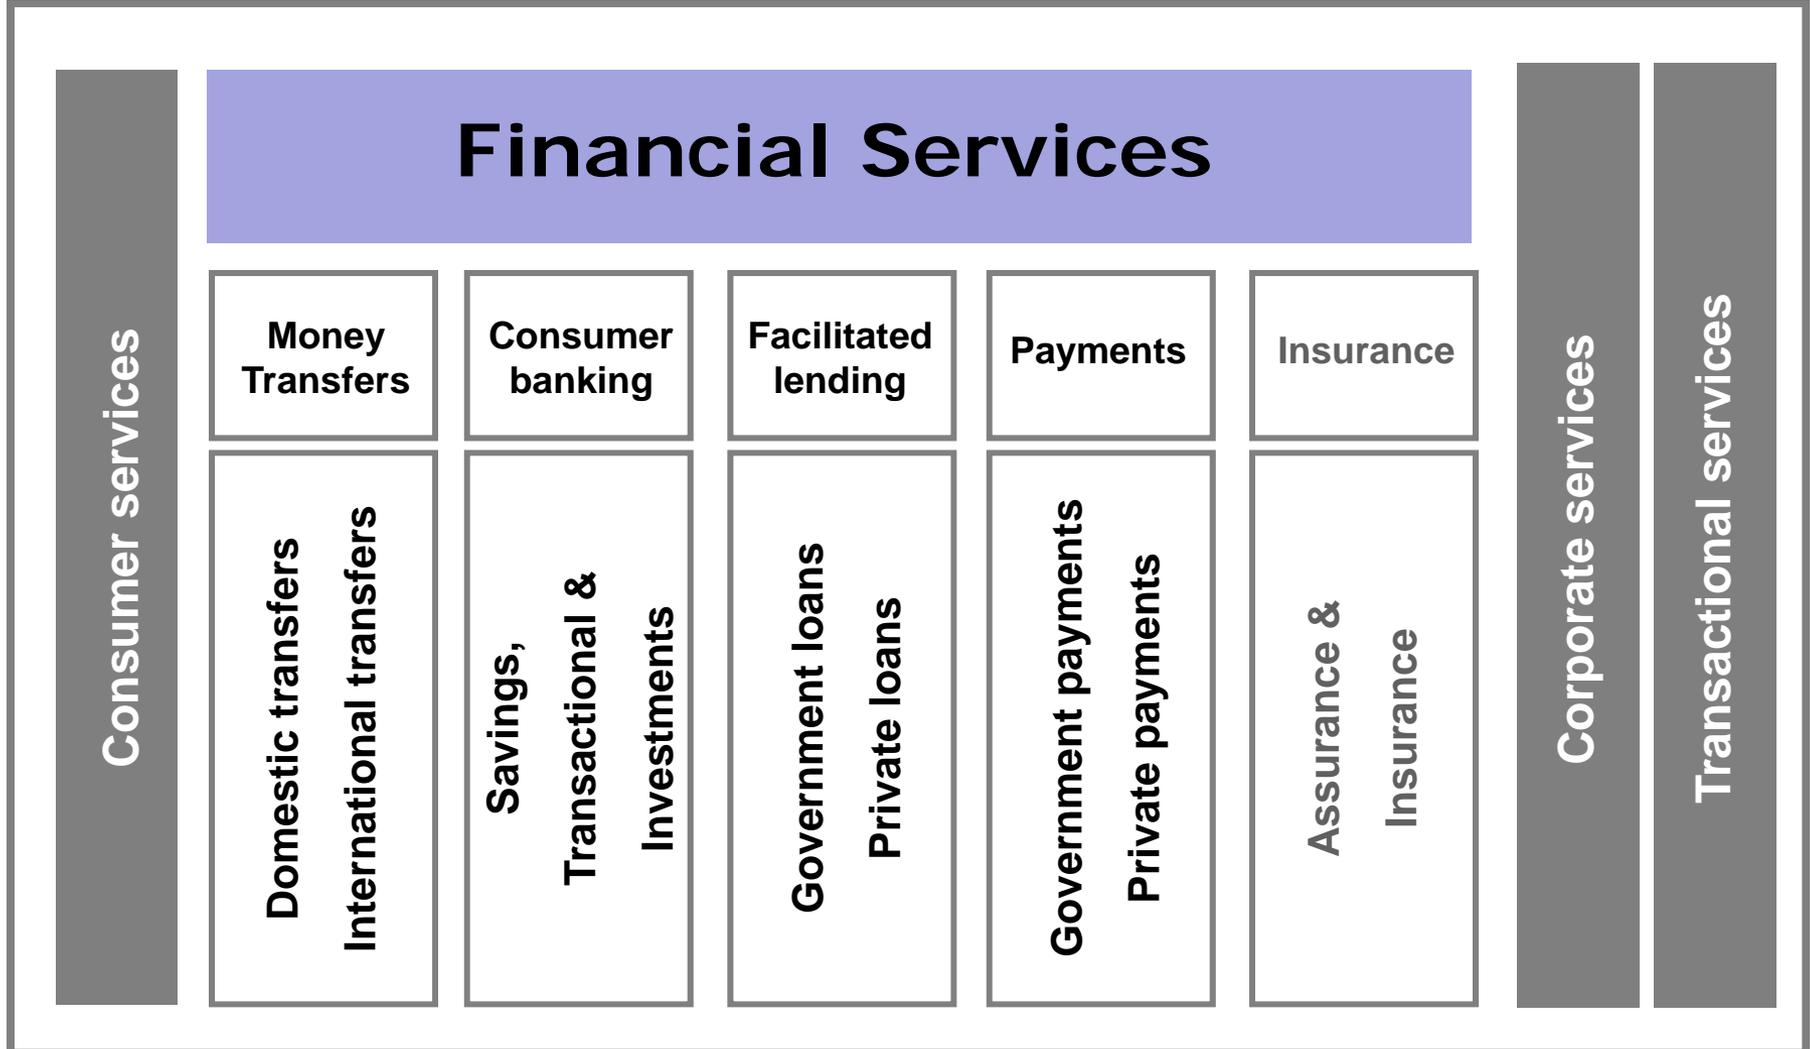 Consumer services
Financial Services
Money
Transfers
Domestic transfers
International transfers
Consumer
banking
Savings,
Transactional &
Investments
Facilitated
lending
Government loans
Private loans
Payments
Government payments
Private payments
Insurance
Assurance &
Insurance
Corporate services
Transactional services